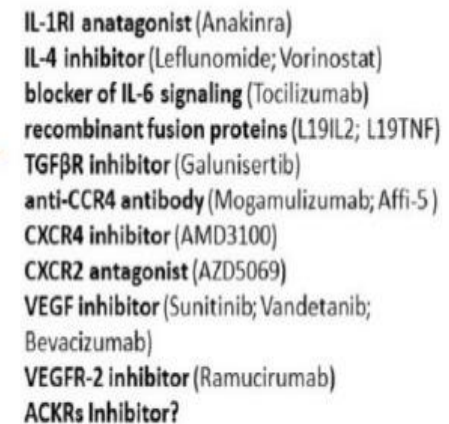 IL-1RI anatagonist (Anakinra)
IL-4 inhibitor (Leflunomide; Vorinostat)
blocker of IL-6 signaling (Tocilizumab)
recombinant fusion proteins (L19IL2; L19TNF)
TGFβR inhibitor (Galunisertib)
anti-CCR4 antibody (Mogamulizumab; Affi-5 )
CXCR4 inhibitor (AMD3100)
CXCR2 antagonist (AZD5069)
VEGF inhibitor (Sunitinib; Vandetanib;
Bevacizumab)
VEGFR-2 inhibitor (Ramucirumab)
ACKRs Inhibitor?